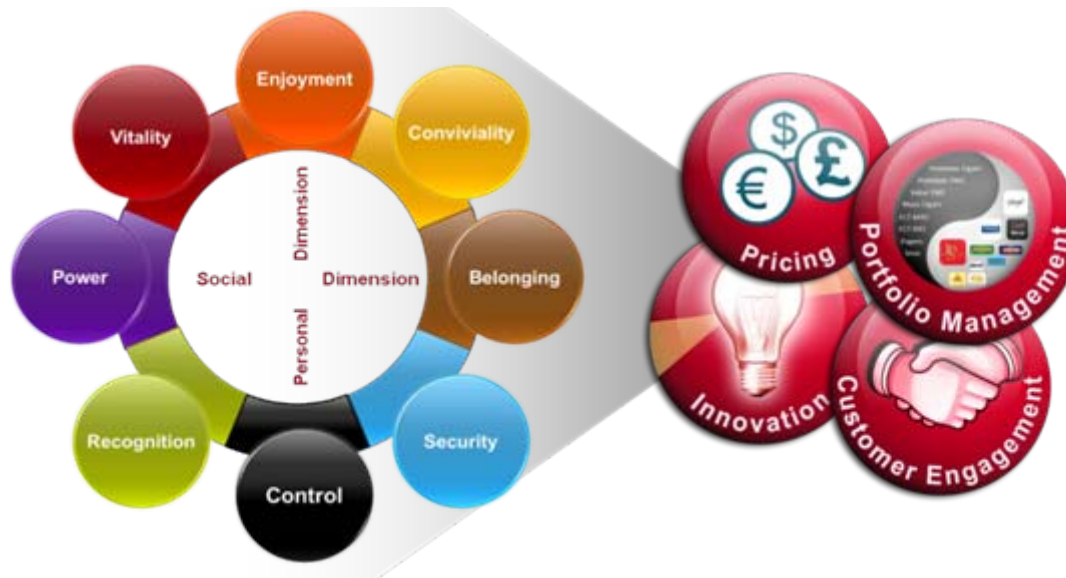 Enjoyment
Vitality
Conviviality
Power
Social
Dimension
Dimension
Personal
Belonging
Recognition
Security
Control
$
€
£
Pricing
Portfolio Management
Innovation
Customer Engagement